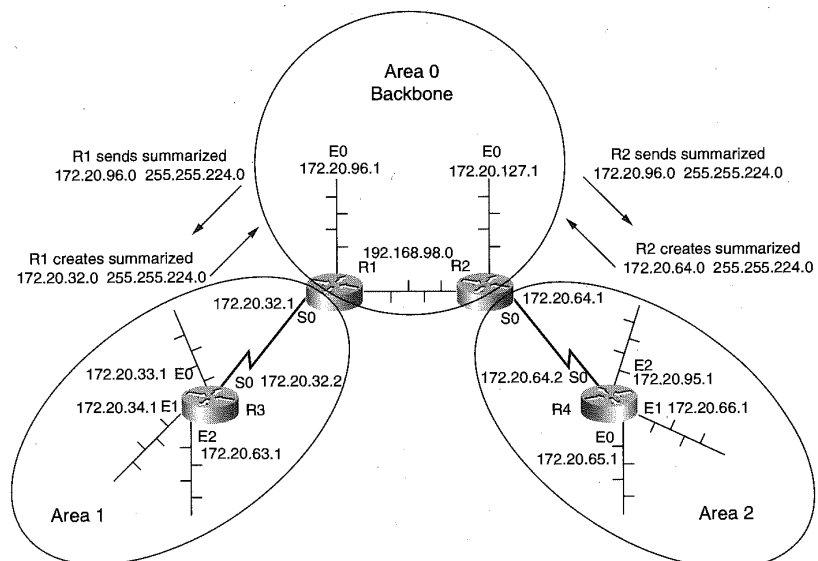 Area 0
Backbone
R1 sends summarized
172.20.96.0 255.255.224.0
E0
172.20.96.1
E0
172.20.127.1
R2 sends summarized
172.20.96.0 255.255.224.0
R1 creates summarized
172.20.32.0 255.255.224.0
192.168.98.0
R1
R2
R2 creates summarized
172.20.64.0 255.255.224.0
172.20.32.1
S0
172.20.64.1
S0
172.20.33.1 E0
S0 172.20.32.2
172.20.34.1 E1
R3
E2
172.20.63.1
Area 1
172.20.64.2 S0
E2
172.20.95.1
R4
E1 172.20.66.1
E0
172.20.65.1
Area 2